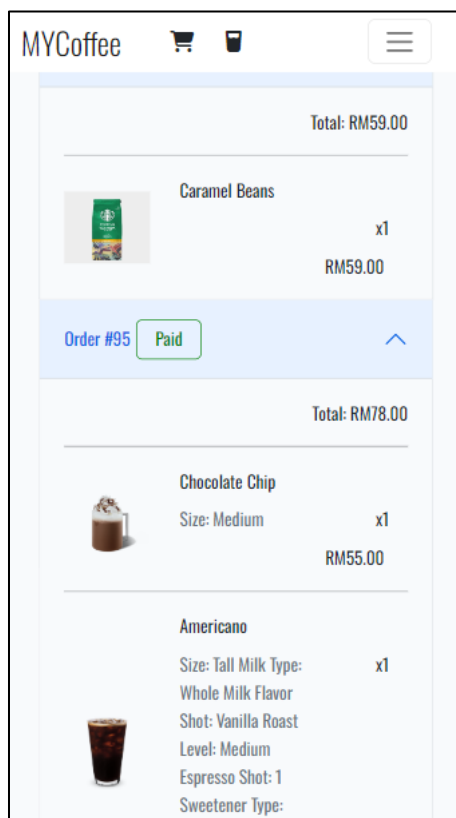 MYCoffee
Total: RM59.00
Caramel Beans
x1
RM59.00
Order #95 Paid
Total: RM78.00
Chocolate Chip
Size: Medium x1
RM55.00
Americano
Size: Tall Milk Type: x1
Whole Milk Flavor
Shot: Vanilla Roast
Level: Medium
Espresso Shot: 1
Sweetener Type: